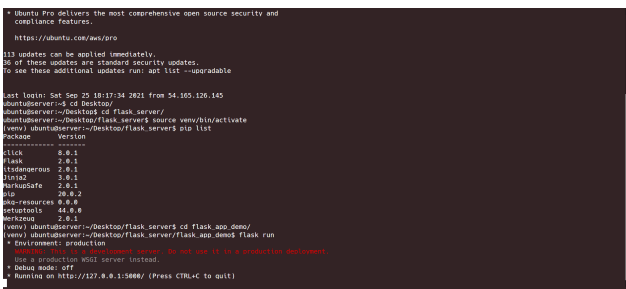 * Ubuntu Pro delivers the most comprehensive open source security and
compliance features.
https://ubuntu.com/aws/pro
113 updates can be applied immediately.
36 of these updates are standard security updates.
To see these additional updates run: apt list --upgradable
Last login: Sat Sep 25 18:17:34 2021 from 54.165.126.145
ubuntu@server:~$ cd Desktop/
ubuntu@server:~/Desktop$ cd flask_server/
ubuntu@server:~/Desktop/flask_server$ source venv/bin/activate
(venv) ubuntu@server:~/Desktop/flask_server$ pip list
Package Version
------------- -------
click 8.0.1
Flask 2.0.1
itsdangerous 2.0.1
Jinja2 3.0.1
MarkupSafe 2.0.1
pip 20.0.2
pkg-resources 0.0.0
setuptools 44.0.0
Werkzeug 2.0.1
(venv) ubuntu@server:~/Desktop/flask_server$ cd flask_app_demo/
(venv) ubuntu@server:~/Desktop/flask_server/flask_app_demo$ flask run
* Environment: production
WARNING: This is a development server. Do not use it in a production deployment.
Use a production WSGI server instead.
* Debug mode: off
* Running on http://127.0.0.1:5000/ (Press CTRL+C to quit)